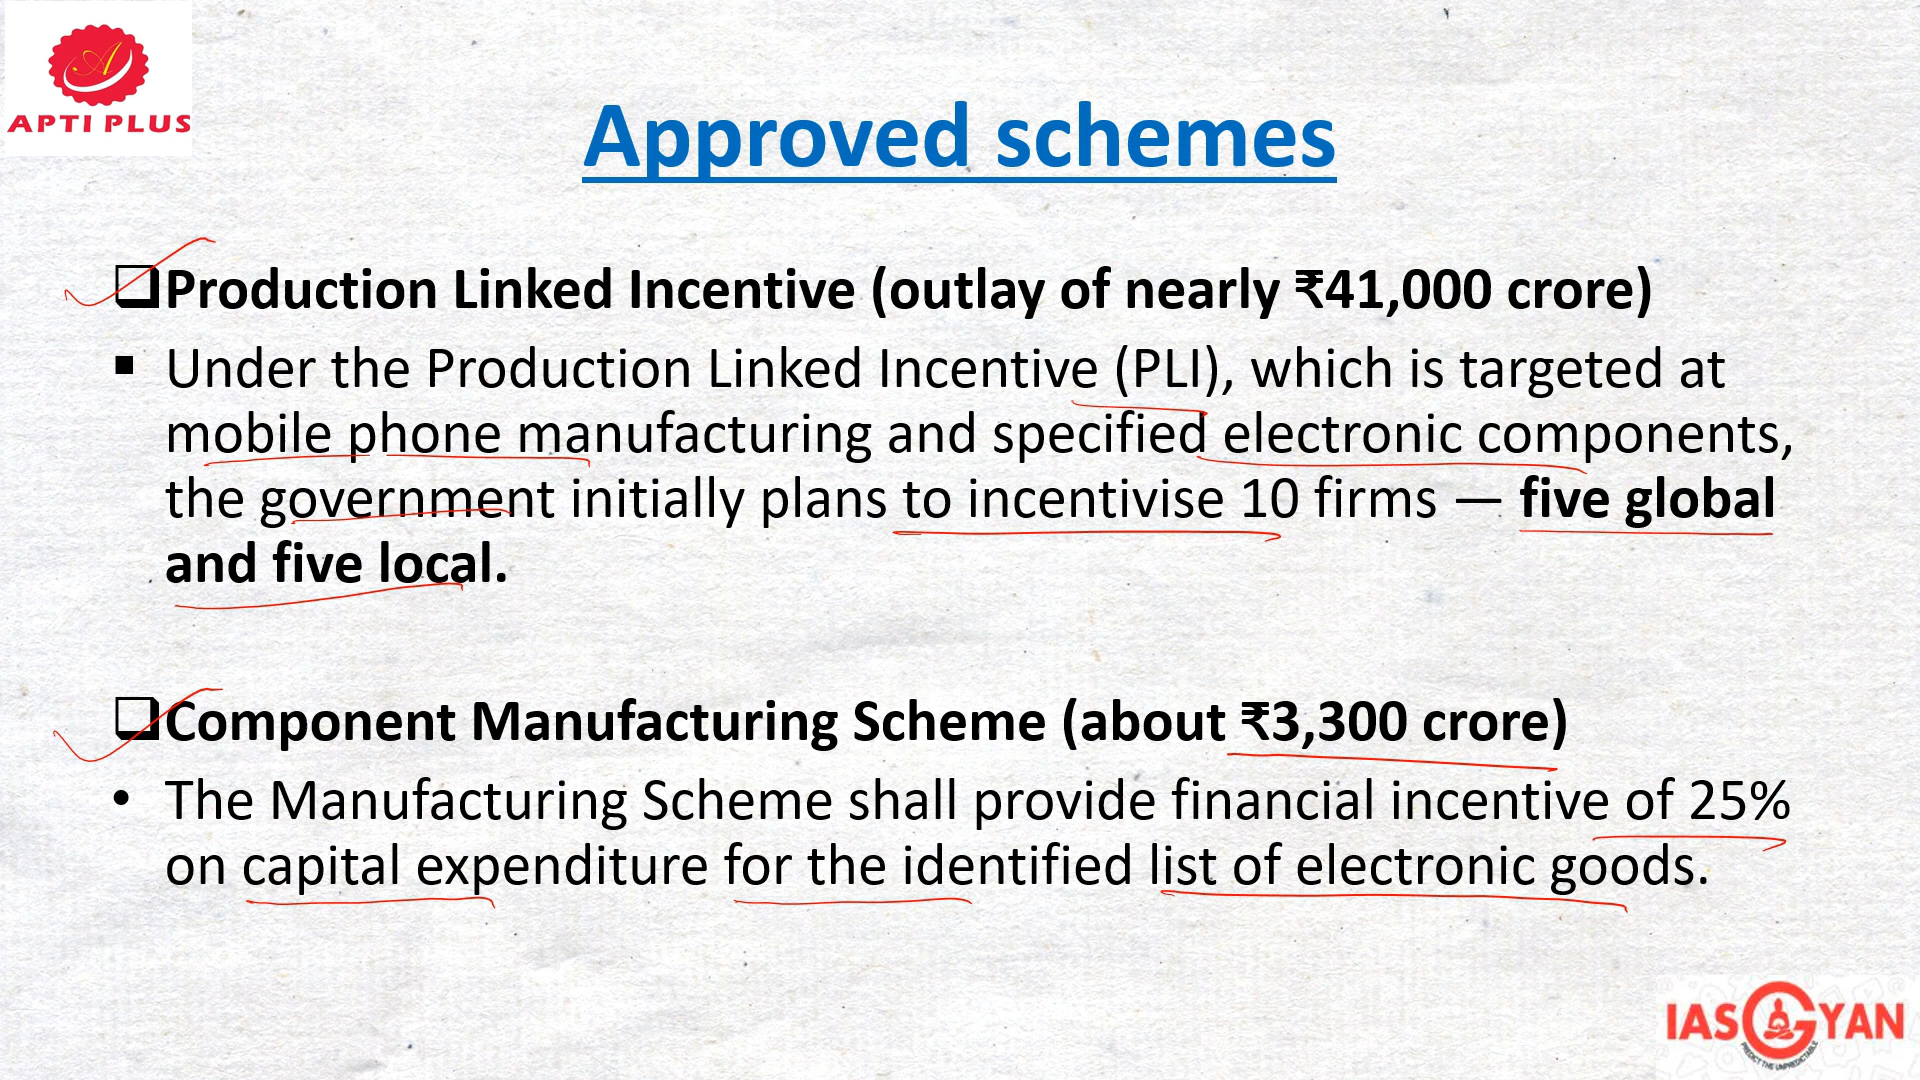 APTI PLUS
Approved schemes
Production Linked Incentive (outlay of nearly ₹41,000 crore)
Under the Production Linked Incentive (PLI), which is targeted at
mobile phone manufacturing and specified electronic components,
the government initially plans to incentivise 10 firms — five global
and five local.
Component Manufacturing Scheme (about ₹3,300 crore)
The Manufacturing Scheme shall provide financial incentive of 25%
on capital expenditure for the identified list of electronic goods.
IASGYAN
PREDICT THE UNPREDICTABLE